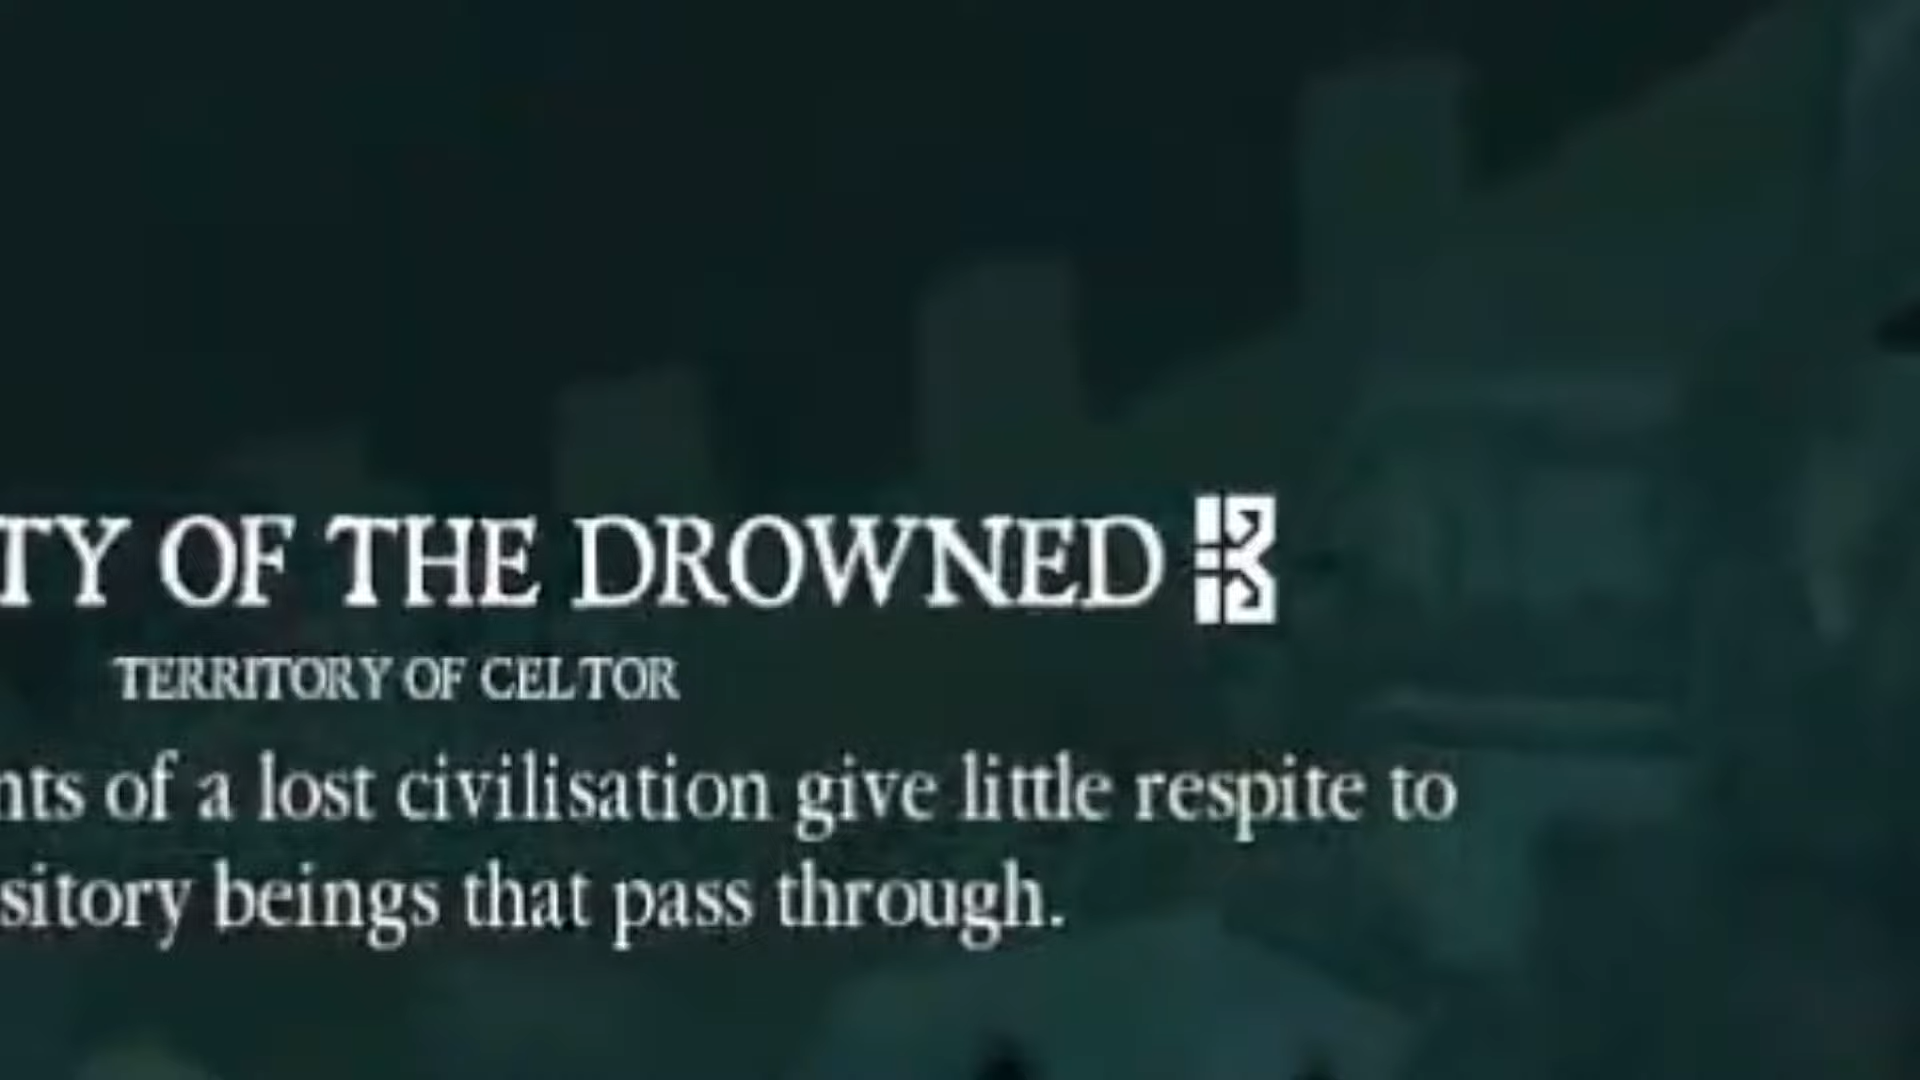 TY OF THE DROWNED
TERRITORY OF CELTOR
nts of a lost civilisation give little respite to
sitory beings that pass through.